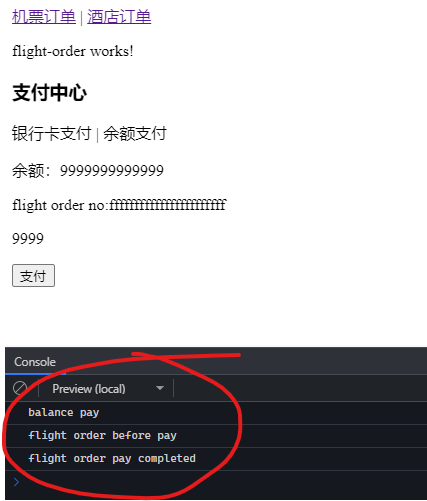 机票订单 | 酒店订单
flight-order works!
支付中心
银行卡支付 | 余额支付
余额：9999999999999
flight order no:fffffffffffffffffffffff
9999
支付
Console
Preview (local)
balance pay
flight order before pay
flight order pay completed